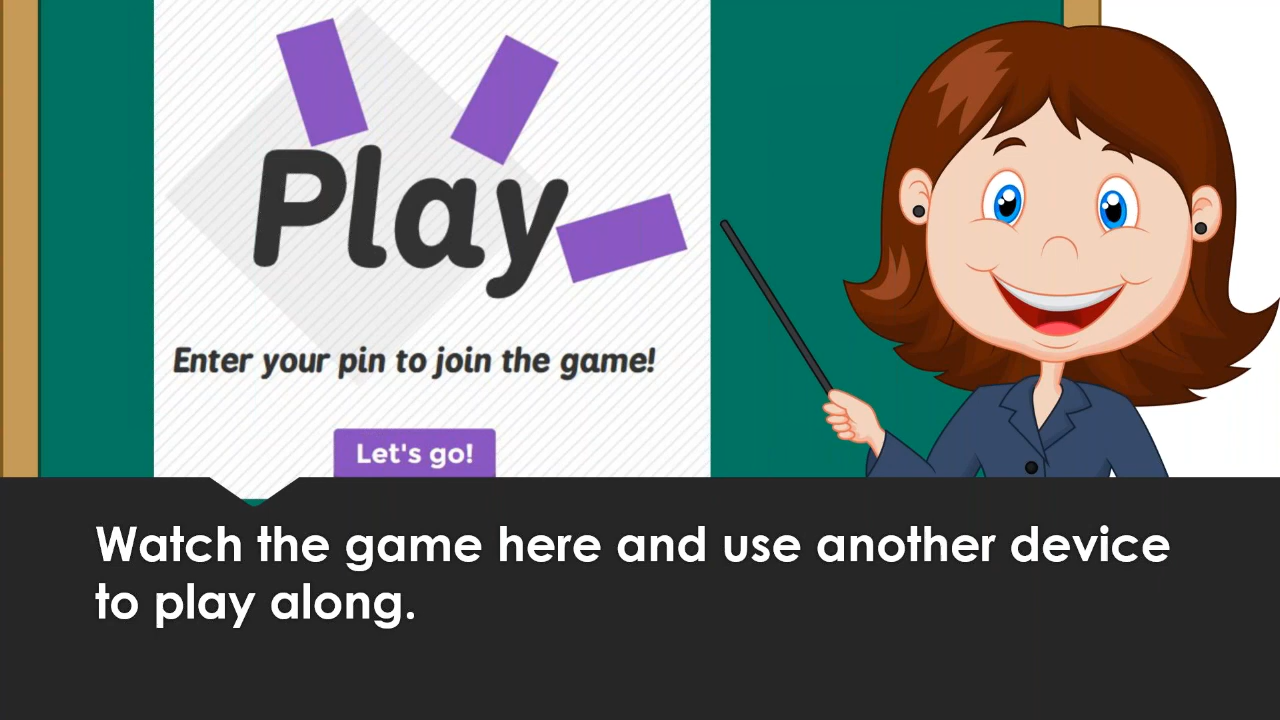 Play
Enter your pin to join the game!
Let's go!
Watch the game here and use another device
to play along.